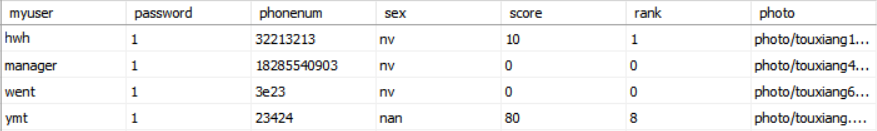 myuser password phonenum sex score rank photo
hwh 1 32213213 nv 10 1 photo/touxiang1...
manager 1 18285540903 nv 0 0 photo/touxiang4...
went 1 3e23 nv 0 0 photo/touxiang6...
ymt 1 23424 nan 80 8 photo/touxiang....